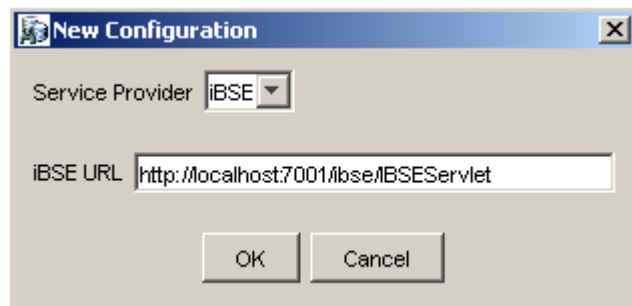 New Configuration
Service Provider iBSE
iBSE URL http://localhost:7001/ibse/IBSEServlet
OK Cancel